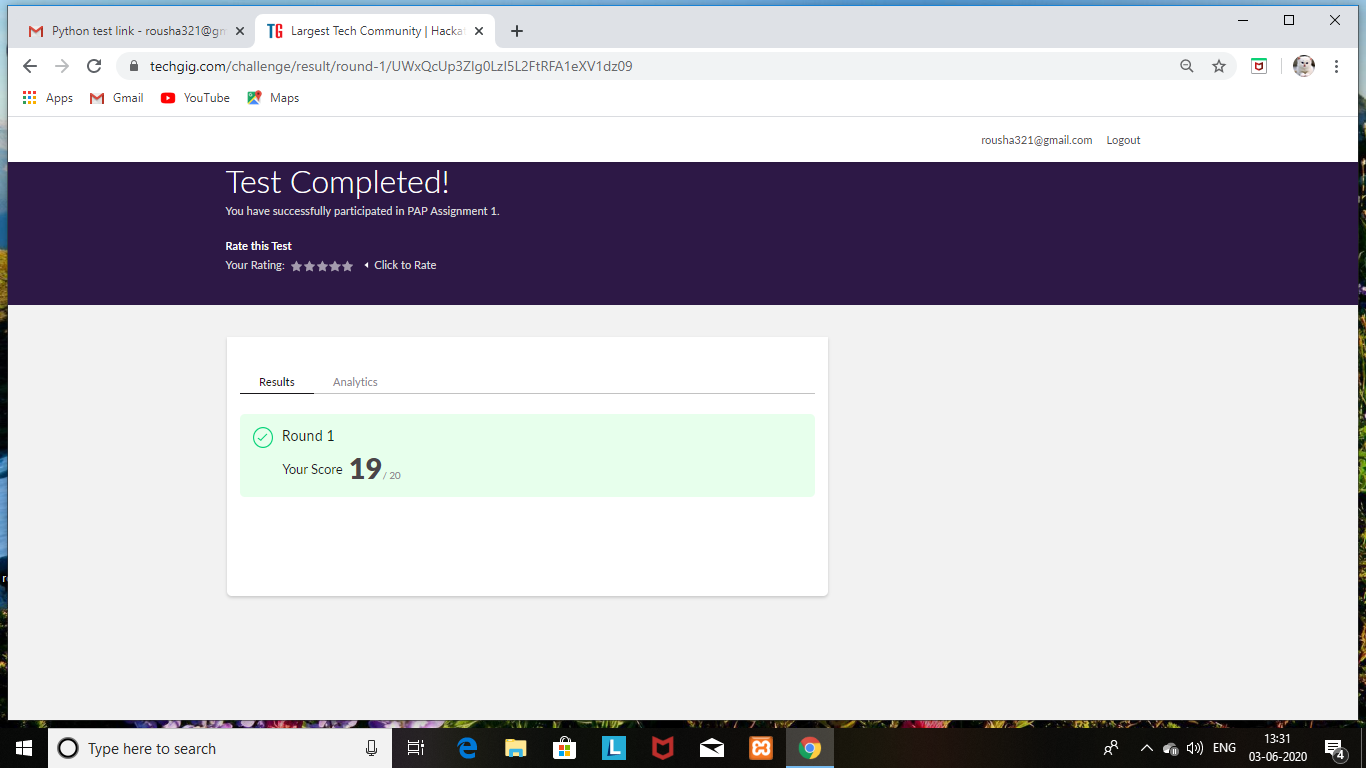 Python test link - rousha321@gm
Largest Tech Community | Hackat
techgig.com/challenge/result/round-1/UWxQcUp3Zlg0LzI5L2FtRFA1eXV1dz09
Apps Gmail YouTube Maps
rousha321@gmail.com Logout
Test Completed!
You have successfully participated in PAP Assignment 1.
Rate this Test
Your Rating: Click to Rate
Results Analytics
Round 1
Your Score 19 / 20
Type here to search
ENG
13:31
03-06-2020
4